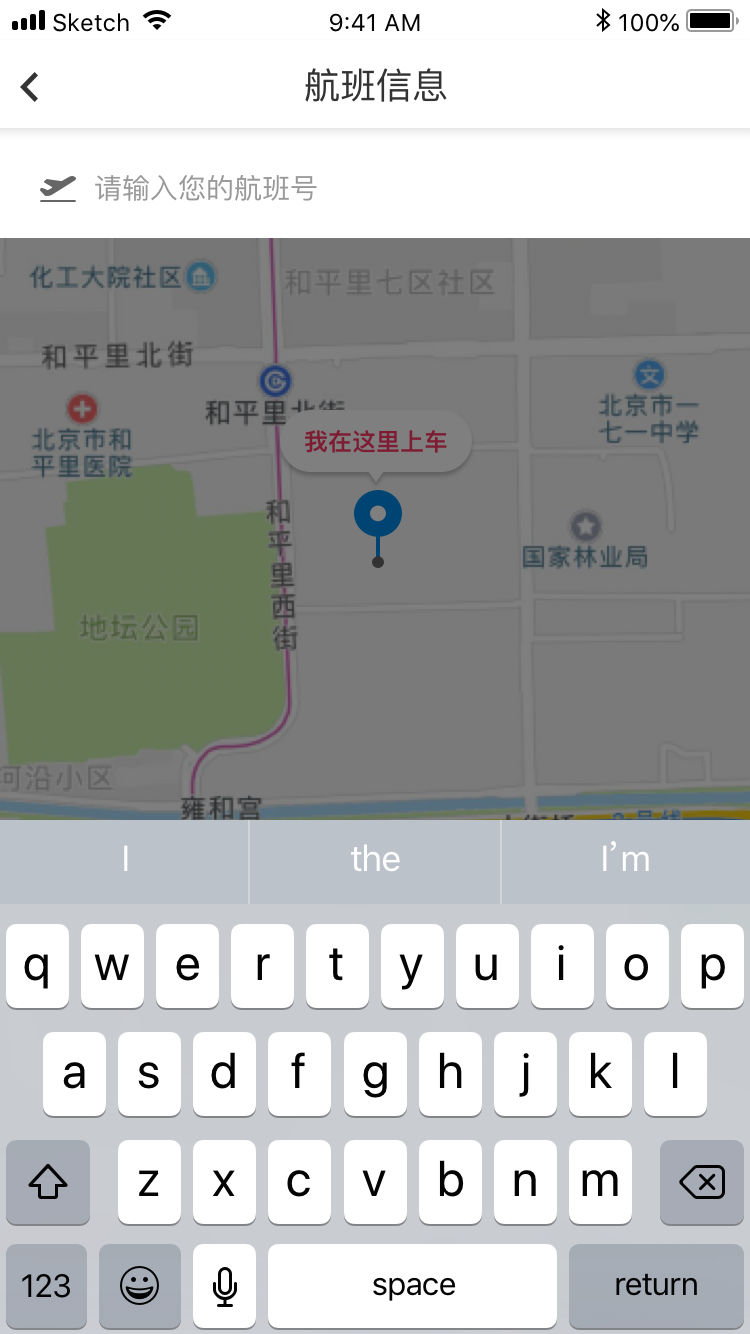 Sketch 9:41 AM 100%
航班信息
请输入您的航班号
化工大院社区
和平里七区社区
和平里北街
和平里北街
北京市和
平里医院
北京市一
七一中学
我在这里上车
和平里西街
国家林业局
地坛公园
河沿小区
雍和宫
I the I'm
q w e r t y u i o p
a s d f g h j k l
z x c v b n m
123 space return